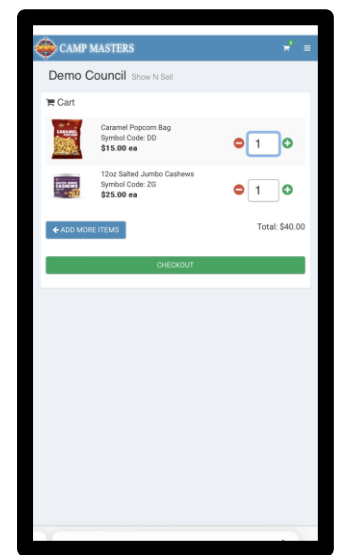 CAMP MASTERS
Demo Council Show N Sell
Cart
Caramel Popcorn Bag
Symbol Code: DD
$15.00 ea
1
12oz Salted Jumbo Cashews
Symbol Code: ZG
$25.00 ea
1
ADD MORE ITEMS
Total: $40.00
CHECKOUT